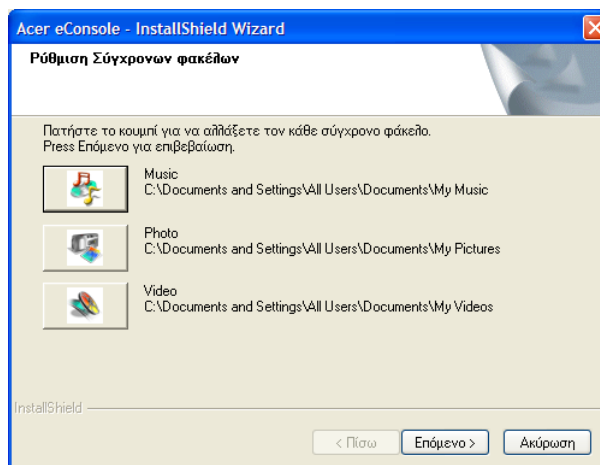 Acer eConsole - InstallShield Wizard
Ρύθμιση Σύγχρονων φακέλων
Πατήστε το κουμπί για να αλλάξετε τον κάθε σύγχρονο φάκελο.
Press Επόμενο για επιβεβαίωση.
Music
C:\Documents and Settings\All Users\Documents\My Music
Photo
C:\Documents and Settings\All Users\Documents\My Pictures
Video
C:\Documents and Settings\All Users\Documents\My Videos
InstallShield
< Πίσω Επόμενο > Ακύρωση